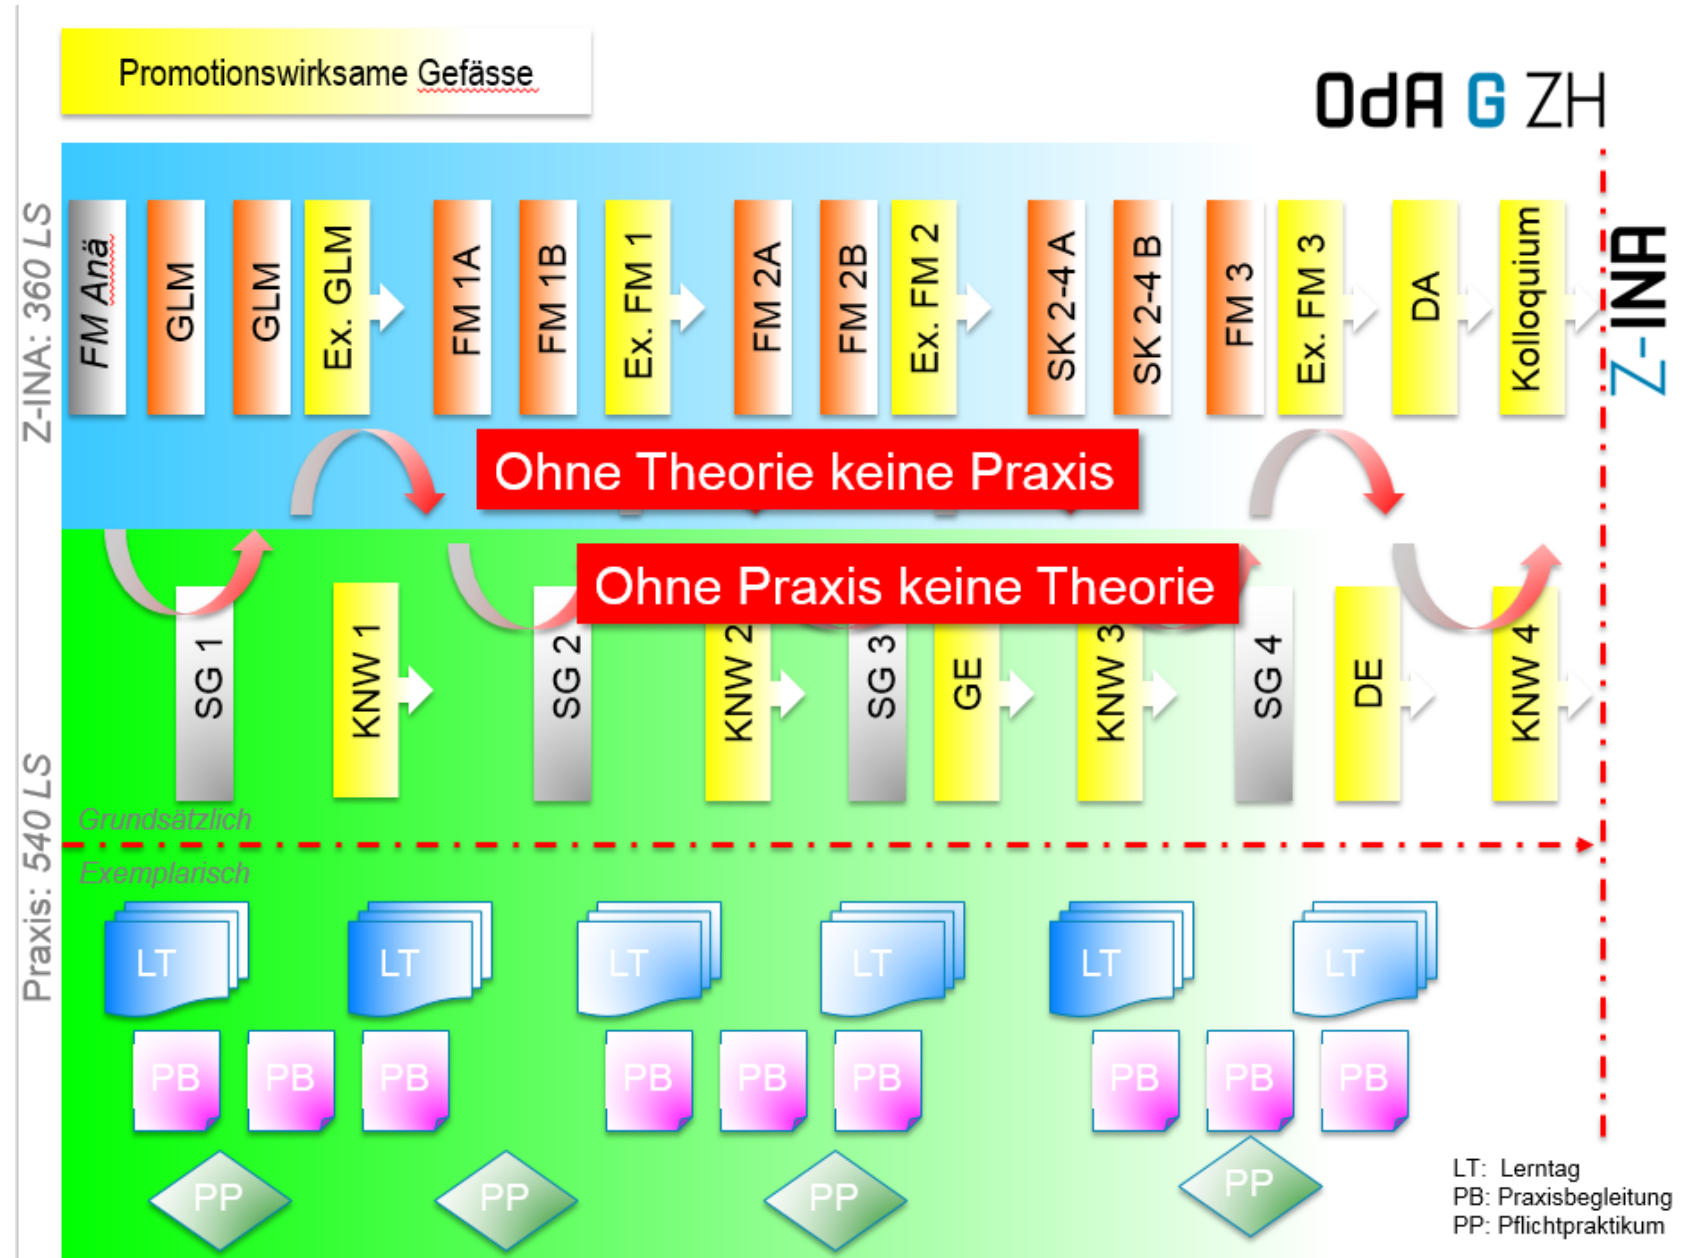 Promotionswirksame Gefässe
OdA G ZH
Z-INA: 360 LS
FM Anä
GLM
GLM
Ex. GLM
FM 1A
FM 1B
Ex. FM 1
FM 2A
FM 2B
Ex. FM 2
SK 2-4 A
SK 2-4 B
FM 3
Ex. FM 3
DA
Kolloquium
Z-INA
Ohne Theorie keine Praxis
Ohne Praxis keine Theorie
Praxis: 540 LS
SG 1
KNW 1
SG 2
KNW 2
SG 3
GE
KNW 3
SG 4
DE
KNW 4
Grundsätzlich
Exemplarisch
LT
LT
LT
LT
LT
LT
PB
PB
PB
PB
PB
PB
PB
PB
PB
PP
PP
PP
PP
LT: Lerntag
PB: Praxisbegleitung
PP: Pflichtpraktikum